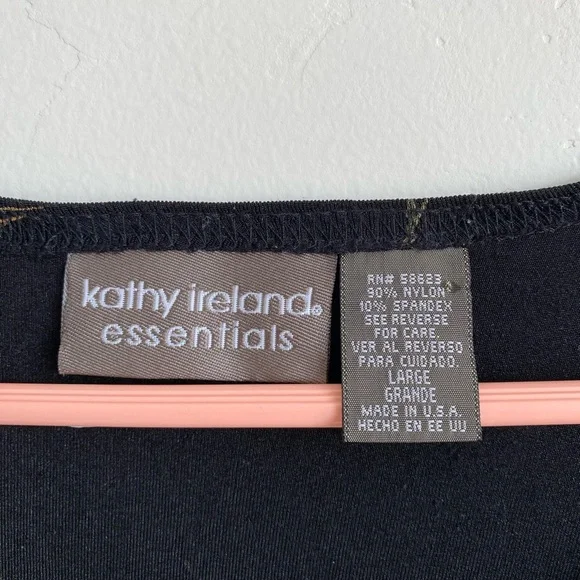 kathy ireland®
essentials
RN# 58623
90% NYLON
10% SPANDEX
SEE REVERSE
FOR CARE.
VER AL REVERSO
PARA CUIDADO.
LARGE
GRANDE
MADE IN U.S.A.
HECHO EN EE UU